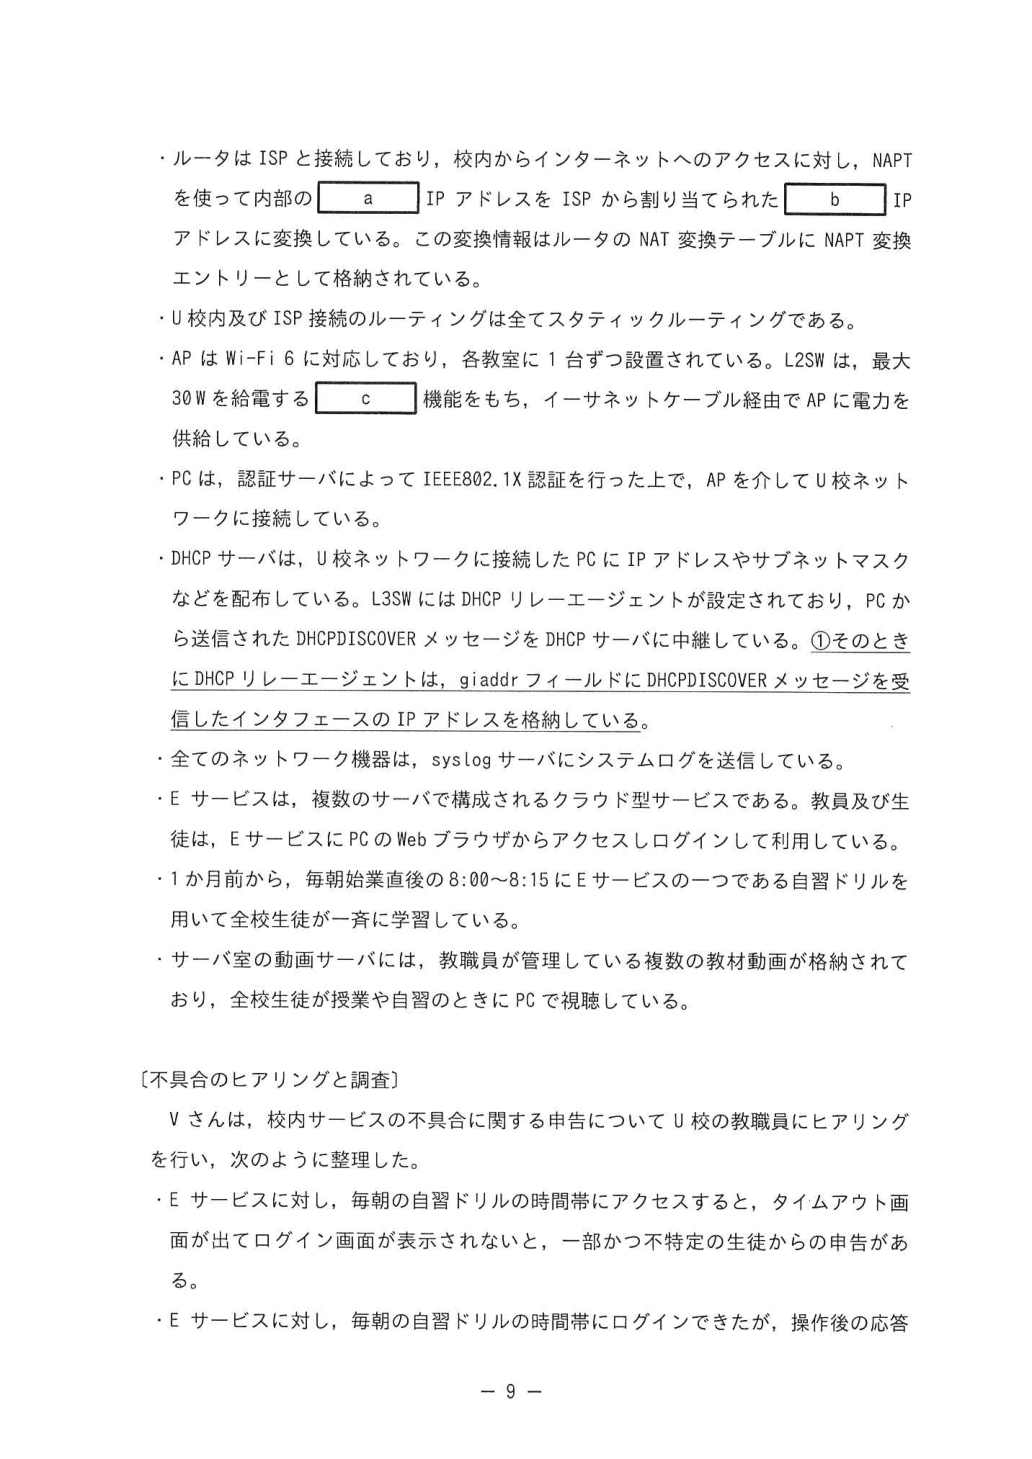 ・ルータは ISP と接続しており，校内からインターネットへのアクセスに対し，NAPT
を使って内部の a IP アドレスを ISP から割り当てられた b IP
アドレスに変換している。この変換情報はルータの NAT 変換テーブルに NAPT 変換
エントリーとして格納されている。
・U 校内及び ISP 接続のルーティングは全てスタティックルーティングである。
・AP は Wi-Fi 6 に対応しており，各教室に 1 台ずつ設置されている。L2SW は，最大
30W を給電する c 機能をもち，イーサネットケーブル経由で AP に電力を
供給している。
・PC は，認証サーバによって IEEE802.1X 認証を行った上で，AP を介して U 校ネット
ワークに接続している。
・DHCP サーバは，U 校ネットワークに接続した PC に IP アドレスやサブネットマスク
などを配布している。L3SW には DHCP リレーエージェントが設定されており，PC か
ら送信された DHCPDISCOVER メッセージを DHCP サーバに中継している。①そのとき
に DHCP リレーエージェントは，giaddr フィールドに DHCPDISCOVER メッセージを受
信したインタフェースの IP アドレスを格納している。
・全てのネットワーク機器は，syslog サーバにシステムログを送信している。
・E サービスは，複数のサーバで構成されるクラウド型サービスである。教員及び生
徒は，E サービスに PC の Web ブラウザからアクセスしログインして利用している。
・1 か月前から，毎朝始業直後の 8:00～8:15 に E サービスの一つである自習ドリルを
用いて全校生徒が一斉に学習している。
・サーバ室の動画サーバには，教職員が管理している複数の教材動画が格納されて
おり，全校生徒が授業や自習のときに PC で視聴している。
〔不具合のヒアリングと調査〕
V さんは，校内サービスの不具合に関する申告について U 校の教職員にヒアリング
を行い，次のように整理した。
・E サービスに対し，毎朝の自習ドリルの時間帯にアクセスすると，タイムアウト画
面が出てログイン画面が表示されないと，一部かつ不特定の生徒からの申告があ
る。
・E サービスに対し，毎朝の自習ドリルの時間帯にログインできたが，操作後の応答
－ 9 －